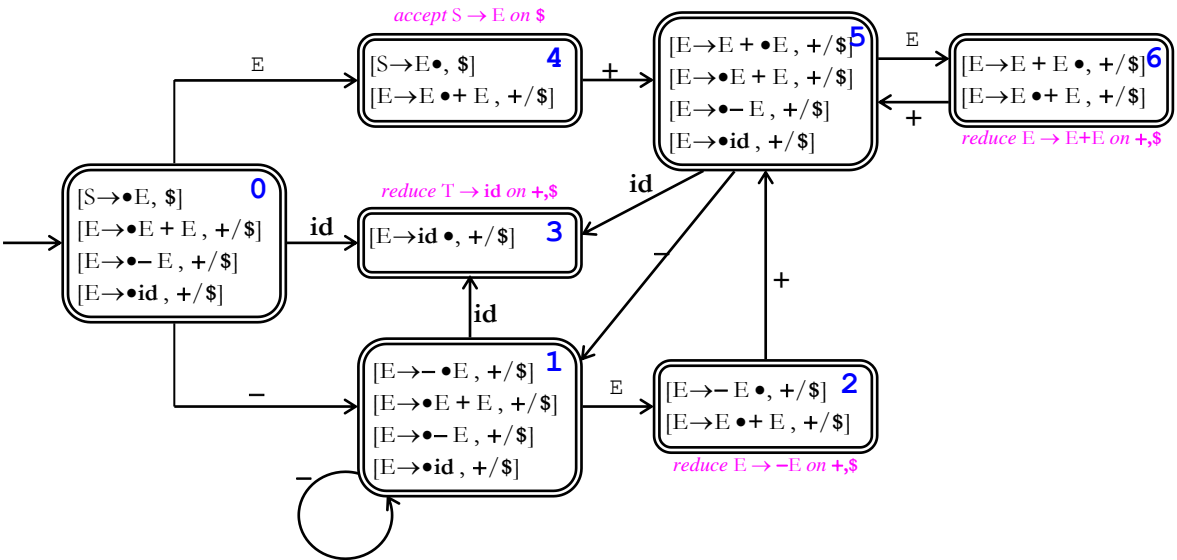 accept S → E on $
4
[S→E●, $]
[E→E ●+ E , +/$]
5
[E→E + ●E , +/$]
[E→●E + E , +/$]
[E→●– E , +/$]
[E→●id , +/$]
6
[E→E + E ●, +/$]
[E→E ●+ E , +/$]
reduce E → E+E on +,$
E
+
E
+
0
[S→●E, $]
[E→●E + E , +/$]
[E→●– E , +/$]
[E→●id , +/$]
id
reduce T → id on +,$
3
[E→id ●, +/$]
id
–
+
id
–
1
[E→– ●E , +/$]
[E→●E + E , +/$]
[E→●– E , +/$]
[E→●id , +/$]
E
2
[E→– E ●, +/$]
[E→E ●+ E , +/$]
reduce E → –E on +,$
–